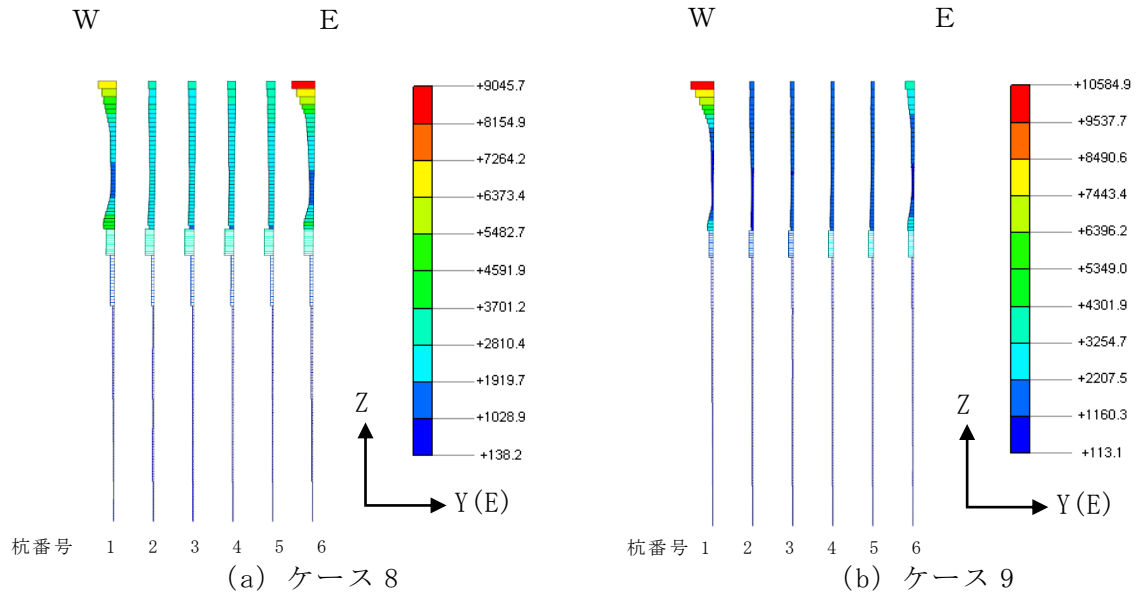 W E
+9045.7
+8154.9
+7264.2
+6373.4
+5482.7
+4591.9
+3701.2
+2810.4
+1919.7
+1028.9
+138.2
Z
Y(E)
杭番号 1 2 3 4 5 6
(a) ケース 8
W E
+10584.9
+9537.7
+8490.6
+7443.4
+6396.2
+5349.0
+4301.9
+3254.7
+2207.5
+1160.3
+113.1
Z
Y(E)
杭番号 1 2 3 4 5 6
(b) ケース 9